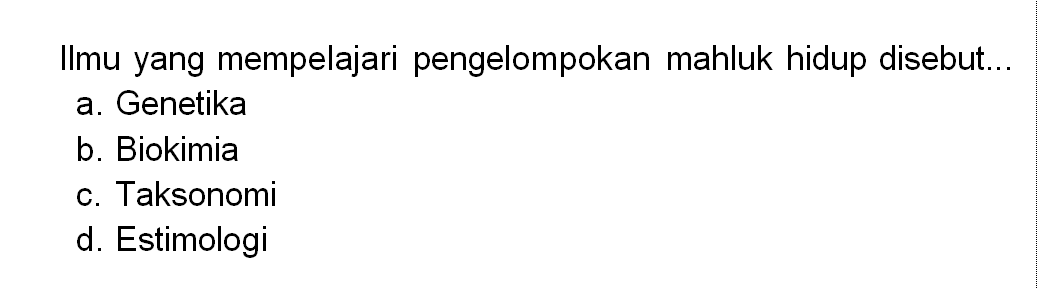 Ilmu yang mempelajari pengelompokan mahluk hidup disebut...
a. Genetika
b. Biokimia
c. Taksonomi
d. Estimologi